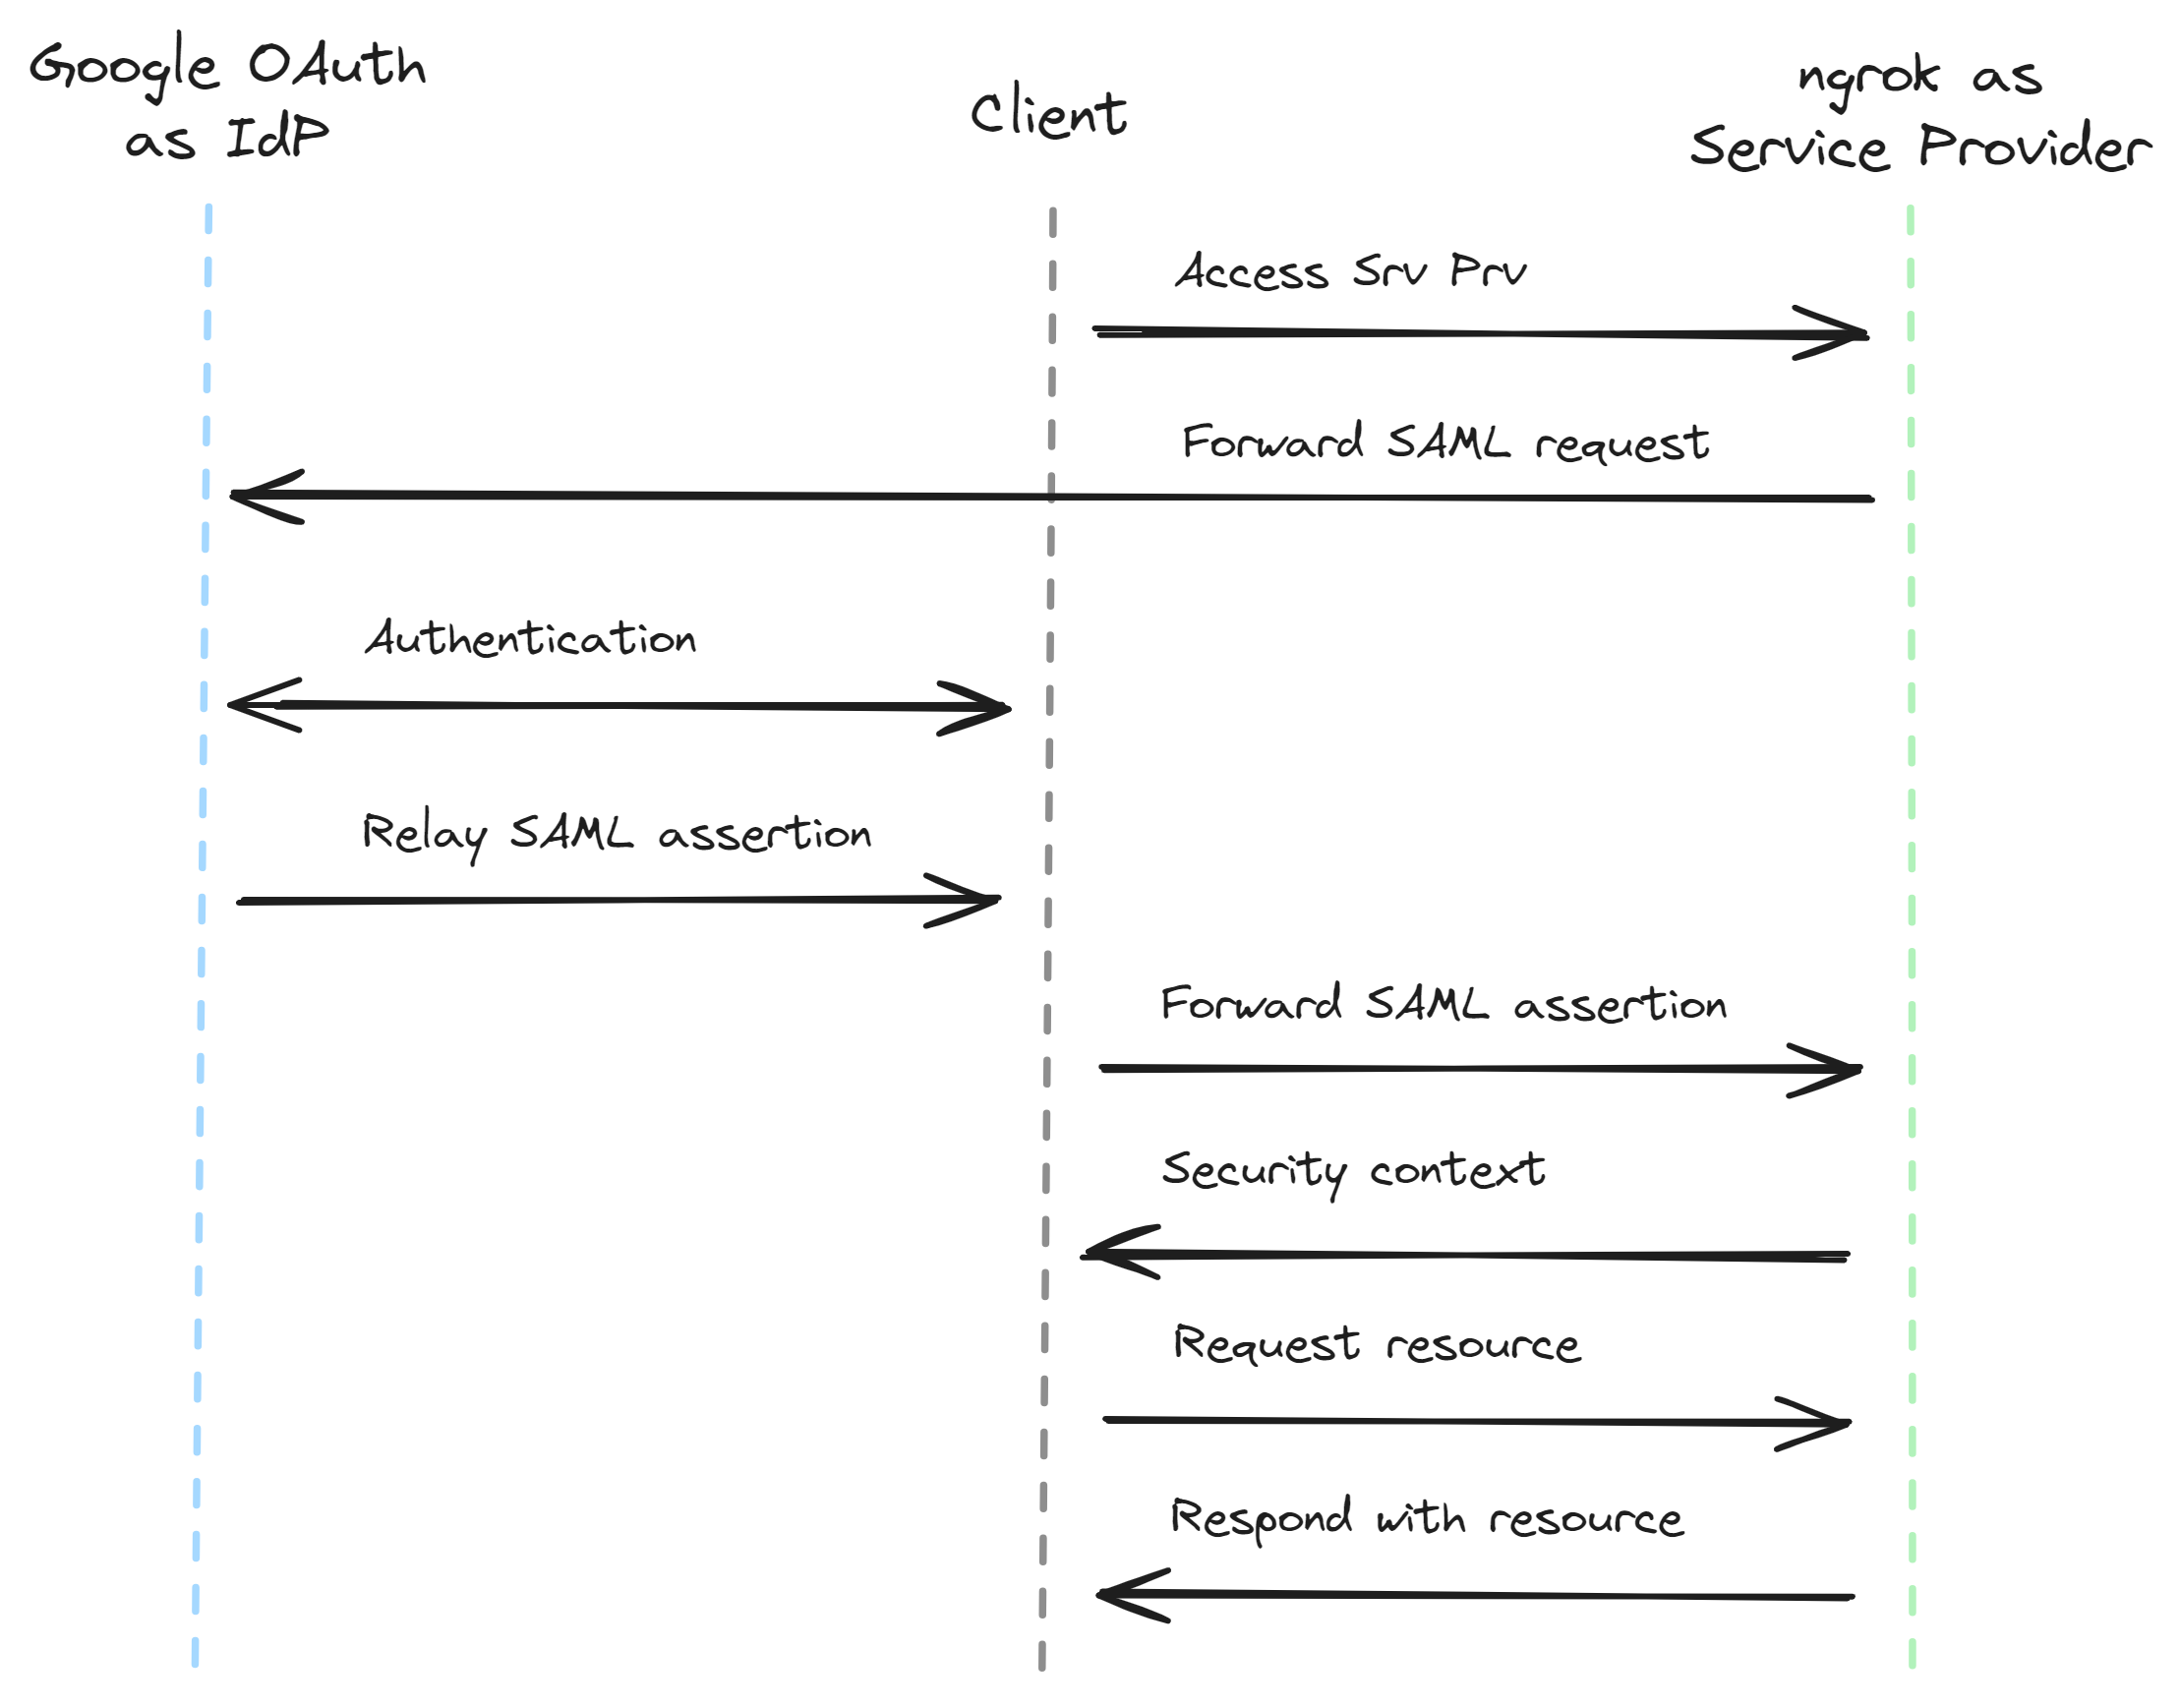 Google OAuth
as IdP
Client
ngrok as
Service Provider
Access Srv Prv
Forward SAML request
Authentication
Relay SAML assertion
Forward SAML assertion
Security context
Request resource
Respond with resource